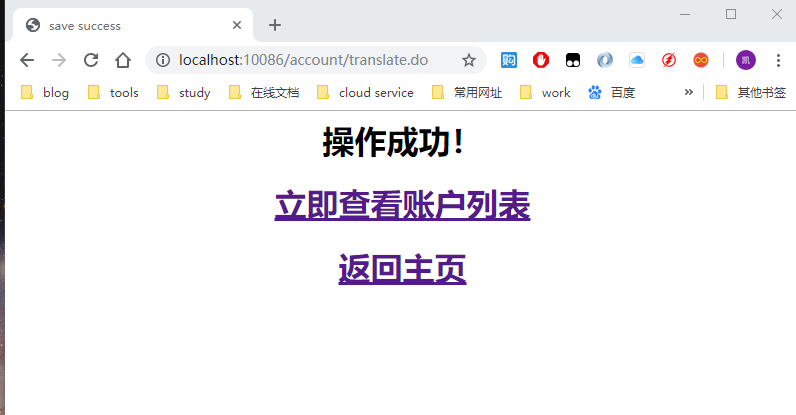 save success
localhost:10086/account/translate.do
凯
blog tools study 在线文档 cloud service 常用网址 work 百度 其他书签
操作成功！
立即查看账户列表
返回主页